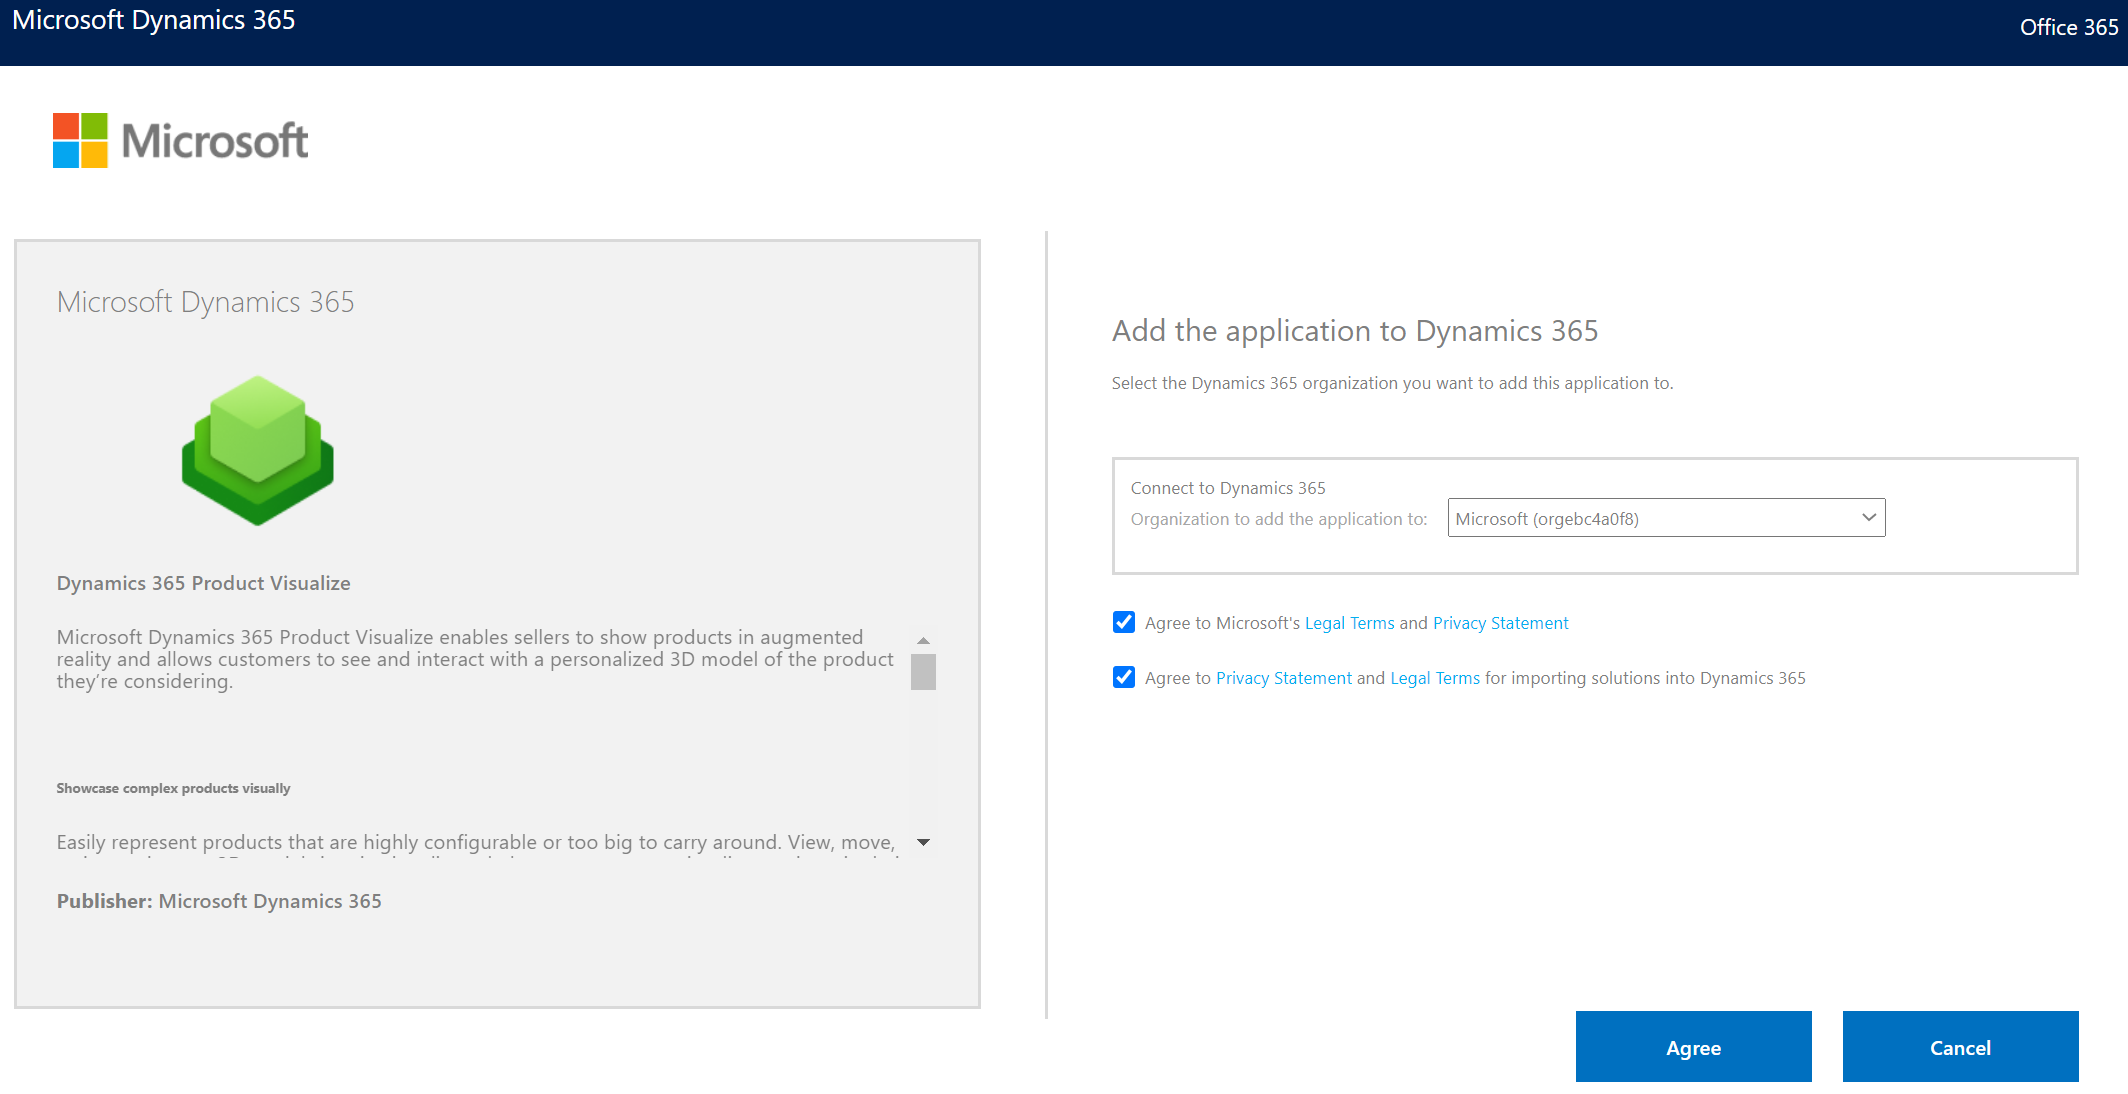 Microsoft Dynamics 365
Office 365
Microsoft
Microsoft Dynamics 365
Dynamics 365 Product Visualize
Microsoft Dynamics 365 Product Visualize enables sellers to show products in augmented
reality and allows customers to see and interact with a personalized 3D model of the product
they’re considering.
Showcase complex products visually
Easily represent products that are highly configurable or too big to carry around. View, move,
Publisher: Microsoft Dynamics 365
Add the application to Dynamics 365
Select the Dynamics 365 organization you want to add this application to.
Connect to Dynamics 365
Organization to add the application to: Microsoft (orgebc4a0f8)
Agree to Microsoft's Legal Terms and Privacy Statement
Agree to Privacy Statement and Legal Terms for importing solutions into Dynamics 365
Agree
Cancel